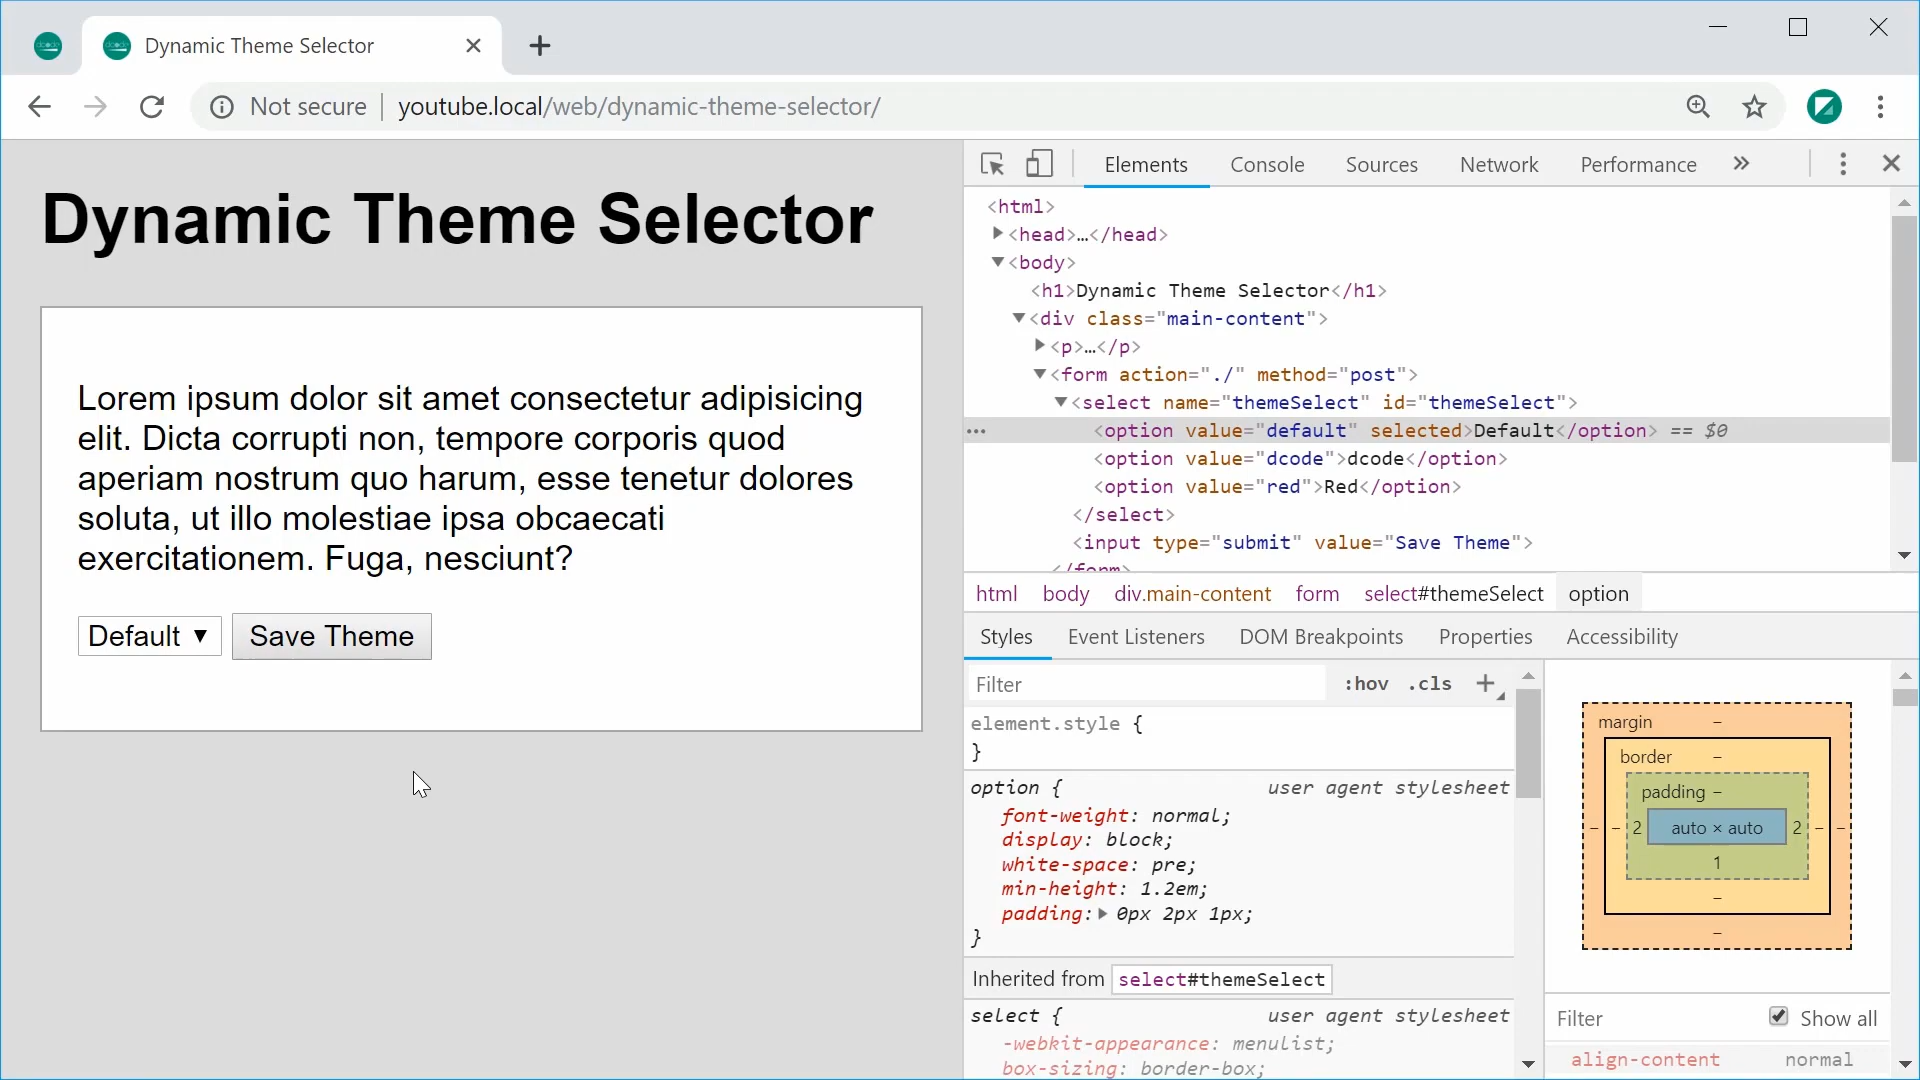 Dynamic Theme Selector
Not secure
youtube.local/web/dynamic-theme-selector/
Dynamic Theme Selector
Lorem ipsum dolor sit amet consectetur adipisicing
elit. Dicta corrupti non, tempore corporis quod
aperiam nostrum quo harum, esse tenetur dolores
soluta, ut illo molestiae ipsa obcaecati
exercitationem. Fuga, nesciunt?
Default ▼ Save Theme
Elements Console Sources Network Performance »
<html>
<head>…</head>
<body>
<h1>Dynamic Theme Selector</h1>
<div class="main-content">
<p>…</p>
<form action="./" method="post">
<select name="themeSelect" id="themeSelect">
<option value="default" selected>Default</option> == $0
<option value="dcode">dcode</option>
<option value="red">Red</option>
</select>
<input type="submit" value="Save Theme">
</form>
html body div.main-content form select#themeSelect option
Styles Event Listeners DOM Breakpoints Properties Accessibility
Filter :hov .cls +
element.style {
}
option { user agent stylesheet
font-weight: normal;
display: block;
white-space: pre;
min-height: 1.2em;
padding: 0px 2px 1px;
}
Inherited from select#themeSelect
select { user agent stylesheet
-webkit-appearance: menulist;
box-sizing: border-box;
margin –
border –
padding –
– – 2 auto × auto 2 – –
1
–
–
Filter Show all
align-content normal